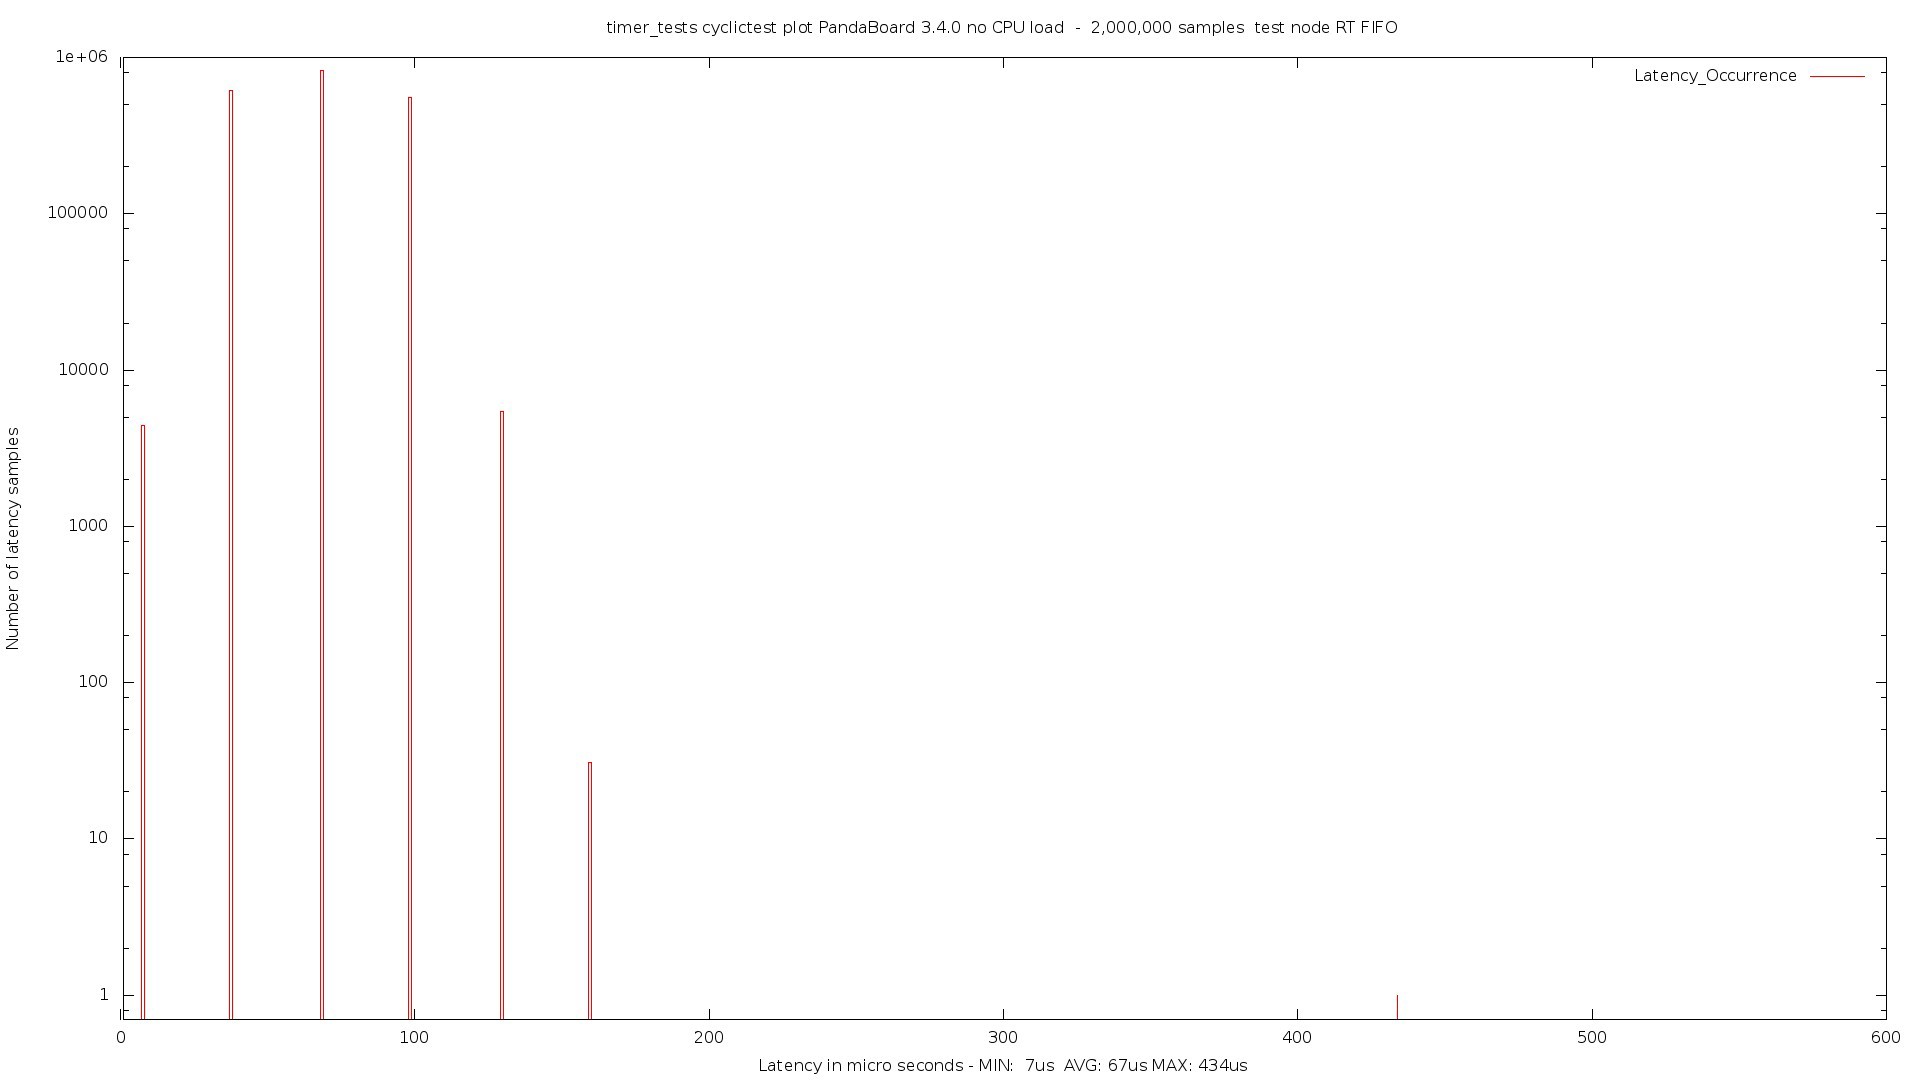 timer_tests cyclictest plot PandaBoard 3.4.0 no CPU load  -  2,000,000 samples  test node RT FIFO
1e+06
Latency_Occurrence
100000
10000
1000
100
10
1
Number of latency samples
0 100 200 300 400 500 600
Latency in micro seconds - MIN:  7us  AVG: 67us MAX: 434us